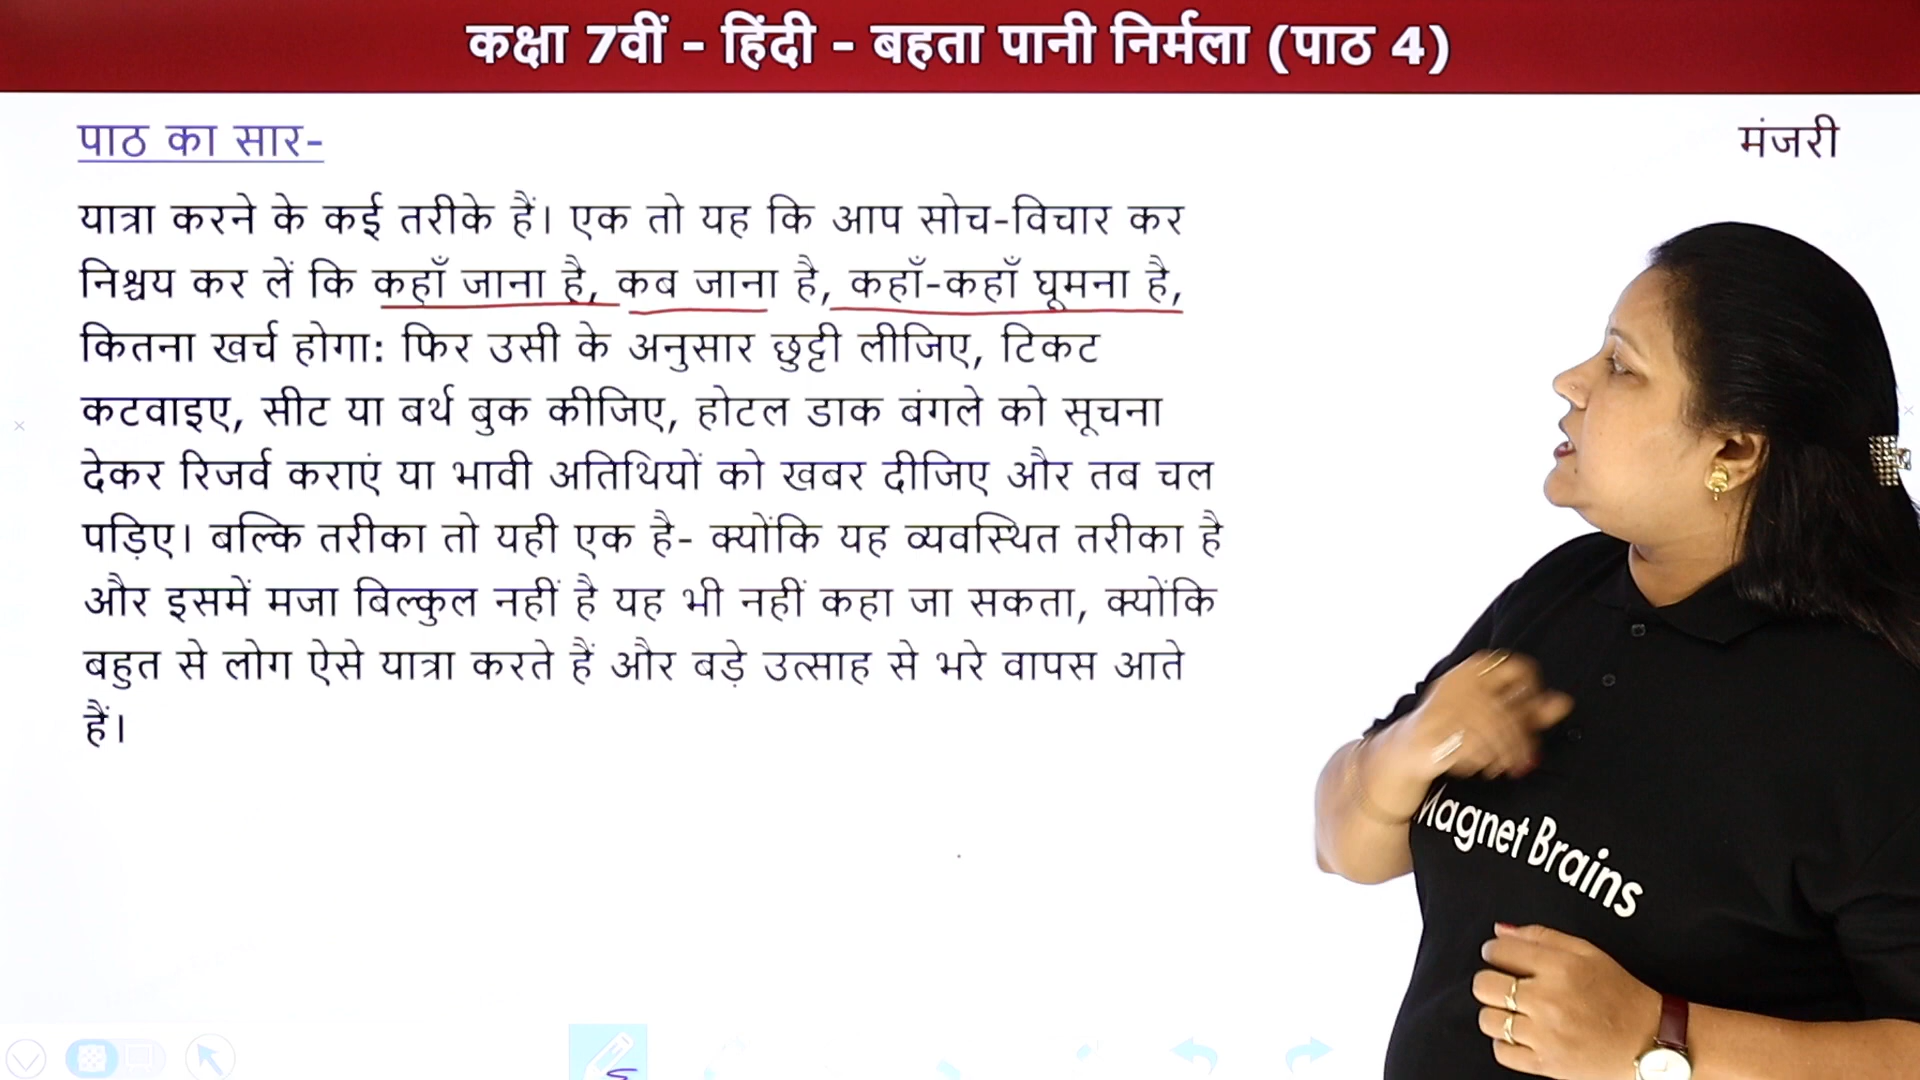 कक्षा 7वीं - हिंदी - बहता पानी निर्मला (पाठ 4)
पाठ का सार-
मंजरी
यात्रा करने के कई तरीके हैं। एक तो यह कि आप सोच-विचार कर
निश्चय कर लें कि कहाँ जाना है, कब जाना है, कहाँ-कहाँ घूमना है,
कितना खर्च होगा: फिर उसी के अनुसार छुट्टी लीजिए, टिकट
कटवाइए, सीट या बर्थ बुक कीजिए, होटल डाक बंगले को सूचना
देकर रिजर्व कराएं या भावी अतिथियों को खबर दीजिए और तब चल
पड़िए। बल्कि तरीका तो यही एक है- क्योंकि यह व्यवस्थित तरीका है
और इसमें मजा बिल्कुल नहीं है यह भी नहीं कहा जा सकता, क्योंकि
बहुत से लोग ऐसे यात्रा करते हैं और बड़े उत्साह से भरे वापस आते
हैं।
Magnet Brains